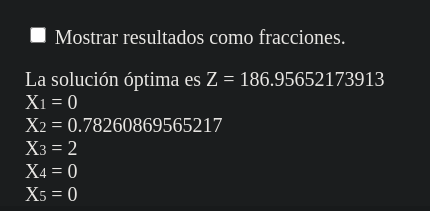 Mostrar resultados como fracciones.
La solución óptima es Z = 186.95652173913
X₁ = 0
X₂ = 0.78260869565217
X₃ = 2
X₄ = 0
X₅ = 0